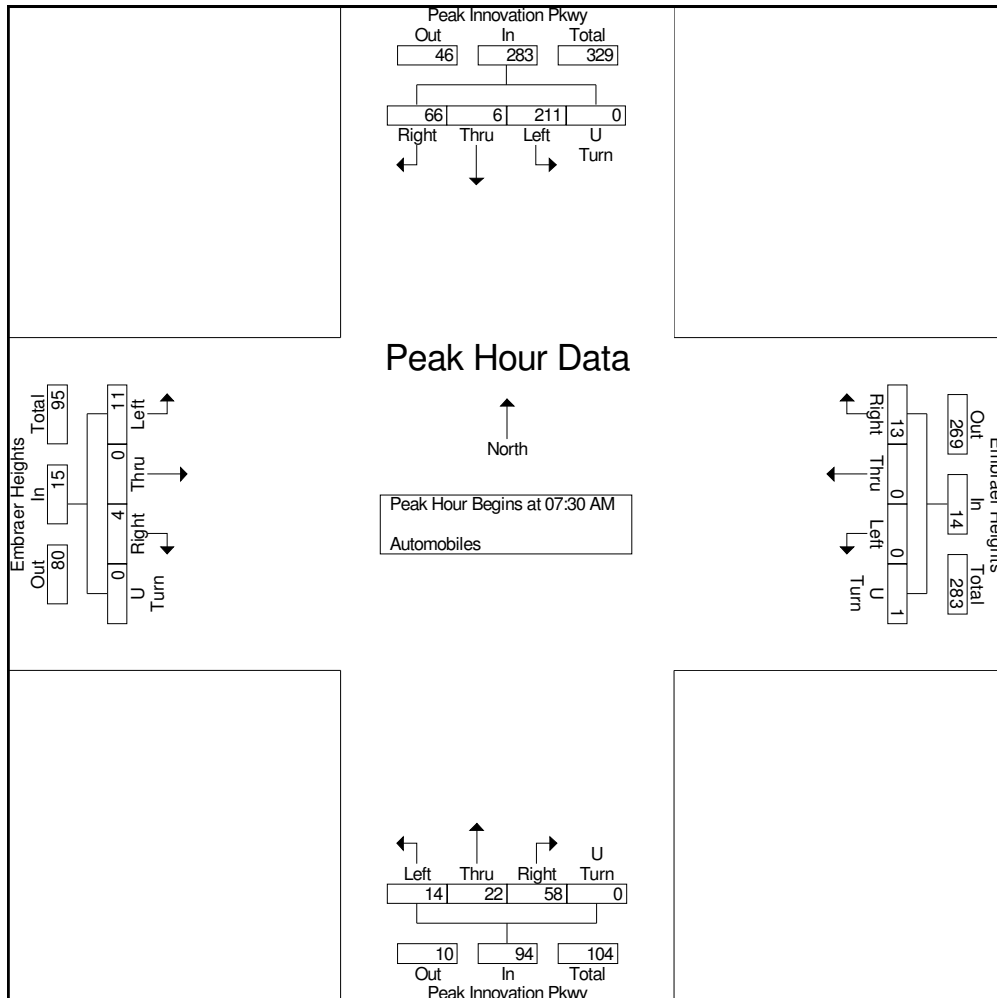 Peak Innovation Pkwy
Out In Total
46 283 329
66 6 211 0
Right Thru Left U
Turn
Peak Hour Data
North
Peak Hour Begins at 07:30 AM
Automobiles
Embraer Heights
Total In Out
95 15 80
11 0 4 0
Left Thru Right U
Turn
Embraer Heights
Out In Total
269 14 283
13 0 0 1
Right Thru Left U
Turn
U
Left Thru Right Turn
14 22 58 0
10 94 104
Out In Total
Peak Innovation Pkwy